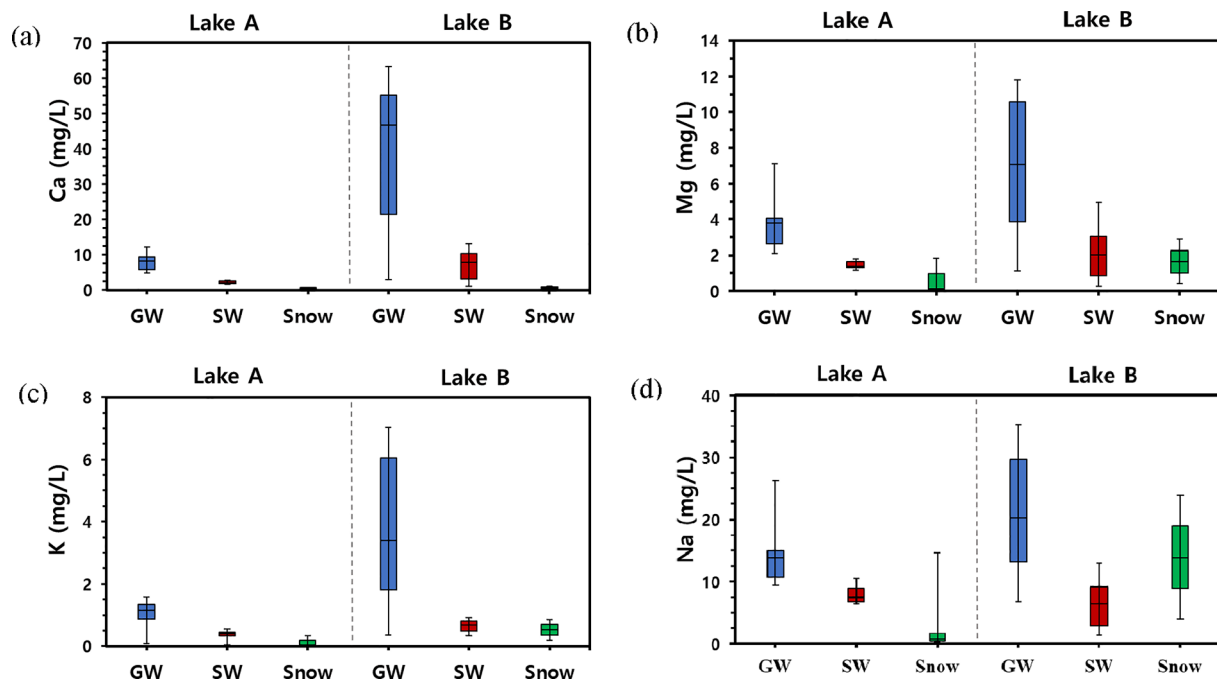 (a)
Lake A
Lake B
Ca (mg/L)
70
60
50
40
30
20
10
0
GW
SW
Snow
GW
SW
Snow
(b)
Lake A
Lake B
Mg (mg/L)
14
12
10
8
6
4
2
0
GW
SW
Snow
GW
SW
Snow
(c)
Lake A
Lake B
K (mg/L)
8
6
4
2
0
GW
SW
Snow
GW
SW
Snow
(d)
Lake A
Lake B
Na (mg/L)
40
30
20
10
0
GW
SW
Snow
GW
SW
Snow